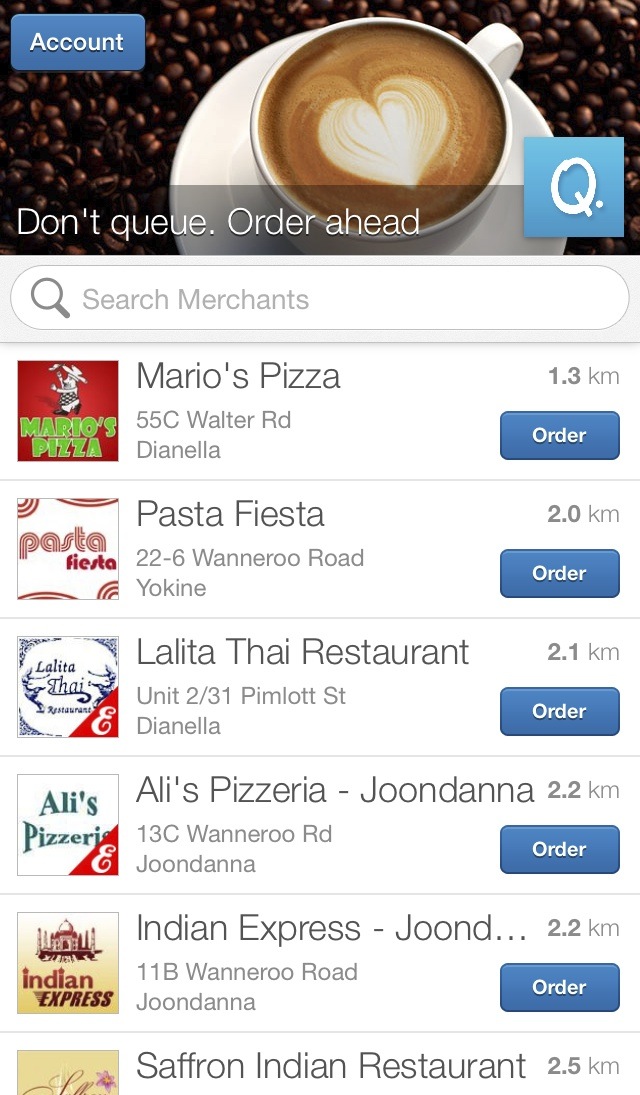 Account
Q.
Don't queue. Order ahead
Search Merchants
MARIO'S
PIZZA
Mario's Pizza
1.3 km
55C Walter Rd
Dianella
Order
pasta
fiesta
Pasta Fiesta
2.0 km
22-6 Wanneroo Road
Yokine
Order
Lalita
Thai
Restaurant
E
Lalita Thai Restaurant
2.1 km
Unit 2/31 Pimlott St
Dianella
Order
Ali's
Pizzeria
E
Ali's Pizzeria - Joondanna
2.2 km
13C Wanneroo Rd
Joondanna
Order
indian
EXPRESS
Indian Express - Joond...
2.2 km
11B Wanneroo Road
Joondanna
Order
Saffron Indian Restaurant
2.5 km